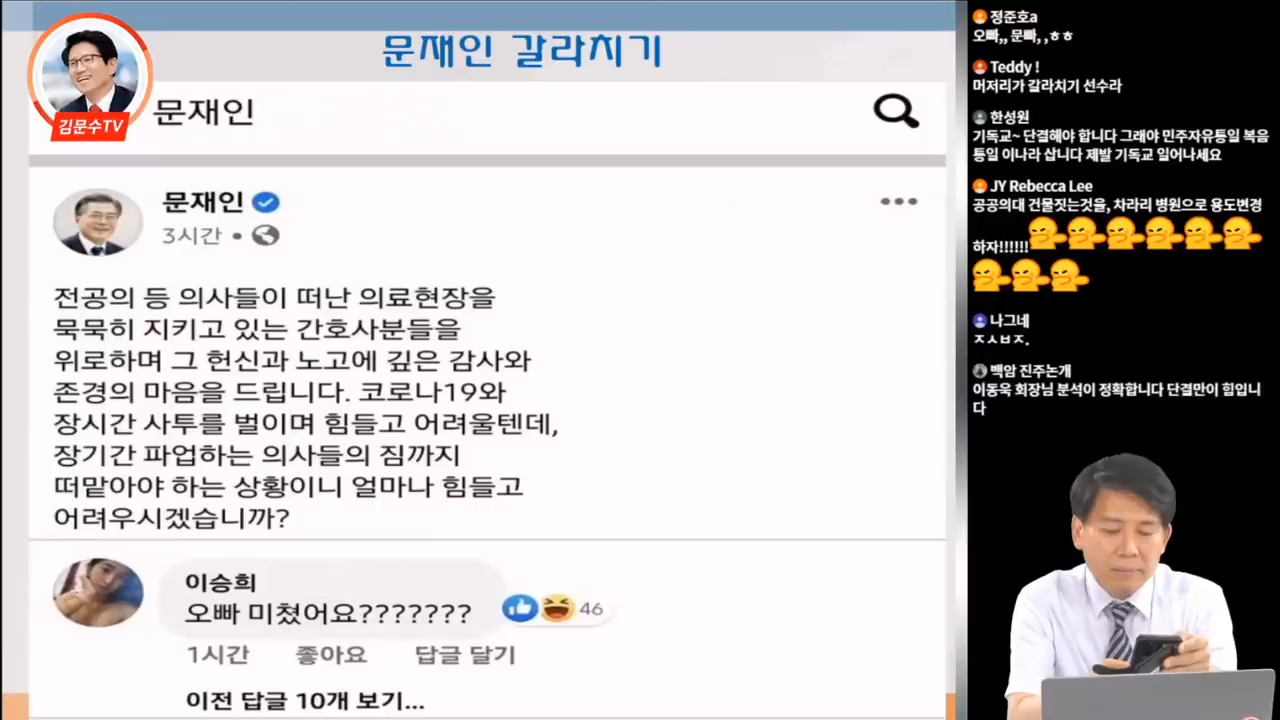 문재인 갈라치기
김문수TV
문재인
문재인
3시간
전공의 등 의사들이 떠난 의료현장을
묵묵히 지키고 있는 간호사분들을
위로하며 그 헌신과 노고에 깊은 감사와
존경의 마음을 드립니다. 코로나19와
장시간 사투를 벌이며 힘들고 어려울텐데,
장기간 파업하는 의사들의 짐까지
떠맡아야 하는 상황이니 얼마나 힘들고
어려우시겠습니까?
이승희
오빠 미쳤어요???????
46
1시간 좋아요 답글 달기
이전 답글 10개 보기...
정준호a
오빠,, 문빠, ,ㅎㅎ
Teddy !
머저리가 갈라치기 선수라
한성원
기독교~ 단결해야 합니다 그래야 민주자유통일 복음
통일 이나라 삽니다 제발 기독교 일어나세요
JY Rebecca Lee
공공의대 건물짓는것을, 차라리 병원으로 용도변경
하자!!!!!!
나그네
ㅈㅅㅂㅈ.
백암 진주논개
이동욱 회장님 분석이 정확합니다 단결만이 힘입니
다